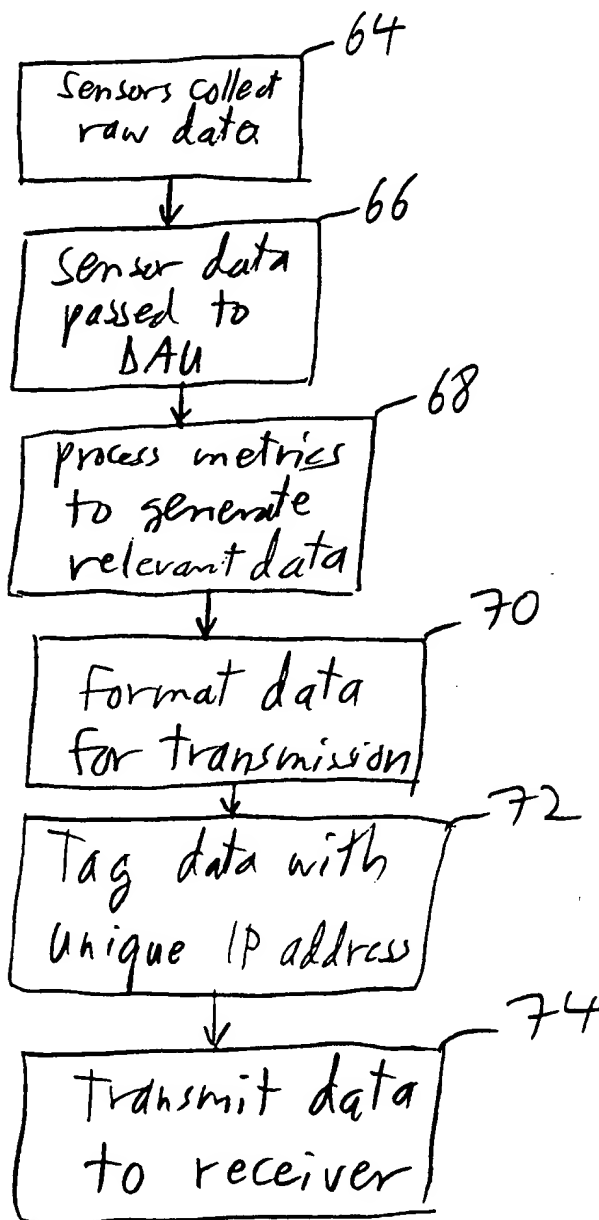 64
Sensors collect
raw data
66
Sensor data
passed to
DAU
68
process metrics
to generate
relevant data
70
Format data
for transmission
72
Tag data with
unique IP address
74
Transmit data
to receiver